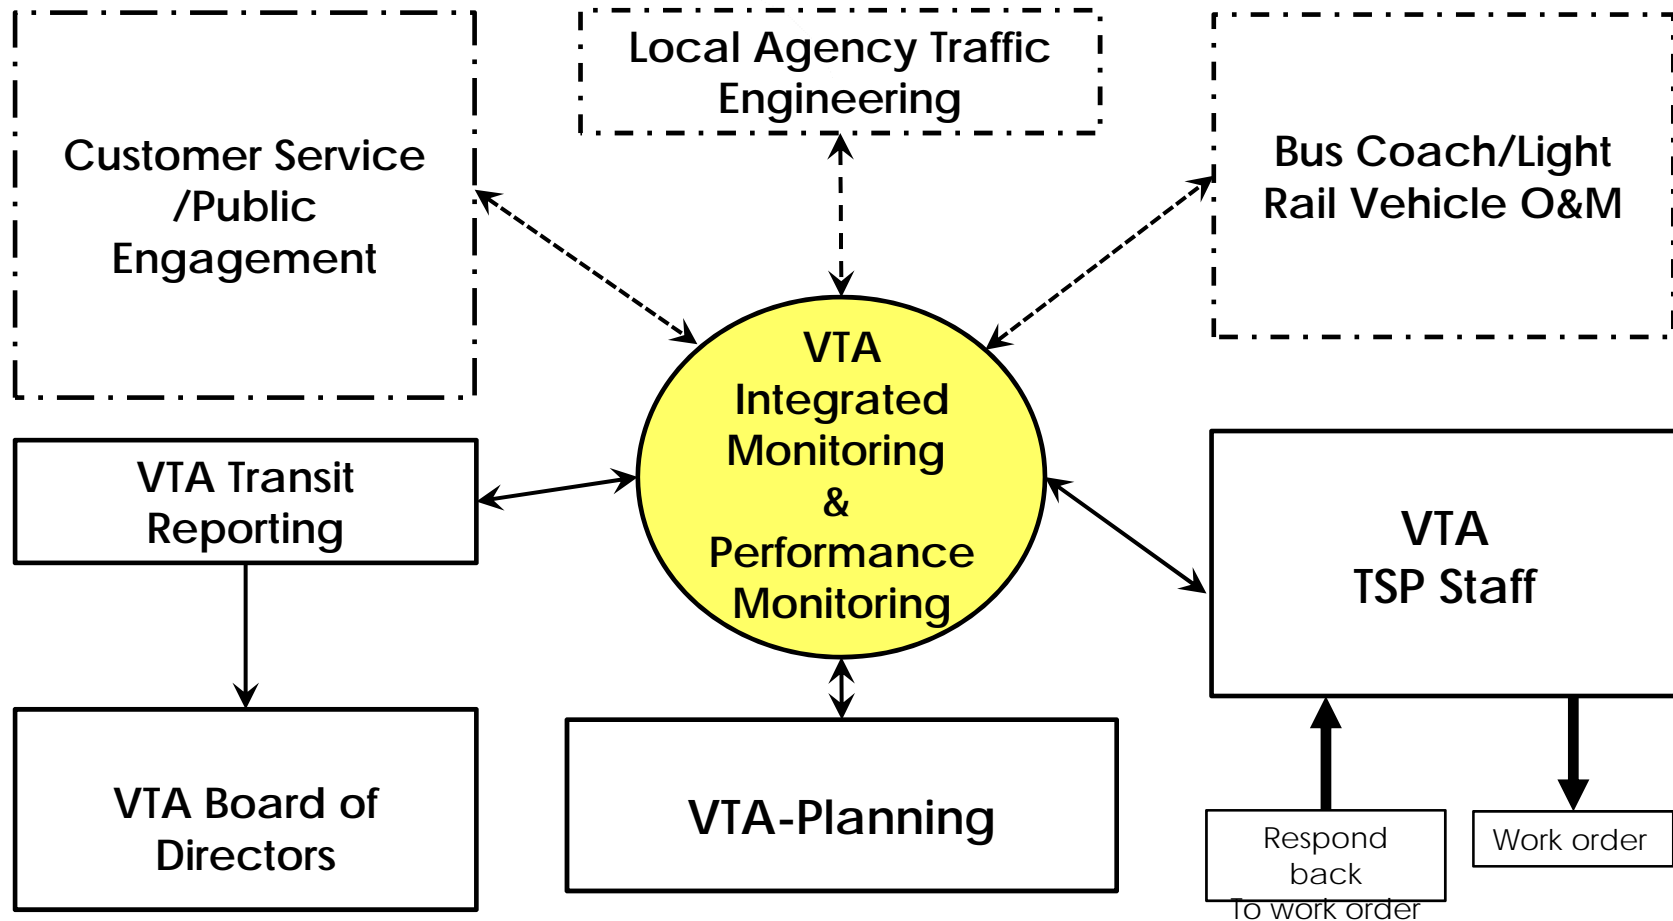 Local Agency Traffic
Engineering
Customer Service
/Public
Engagement
Bus Coach/Light
Rail Vehicle O&M
VTA
Integrated
Monitoring
&
Performance
Monitoring
VTA Transit
Reporting
VTA
TSP Staff
VTA Board of
Directors
VTA-Planning
Respond
back
To work order
Work order